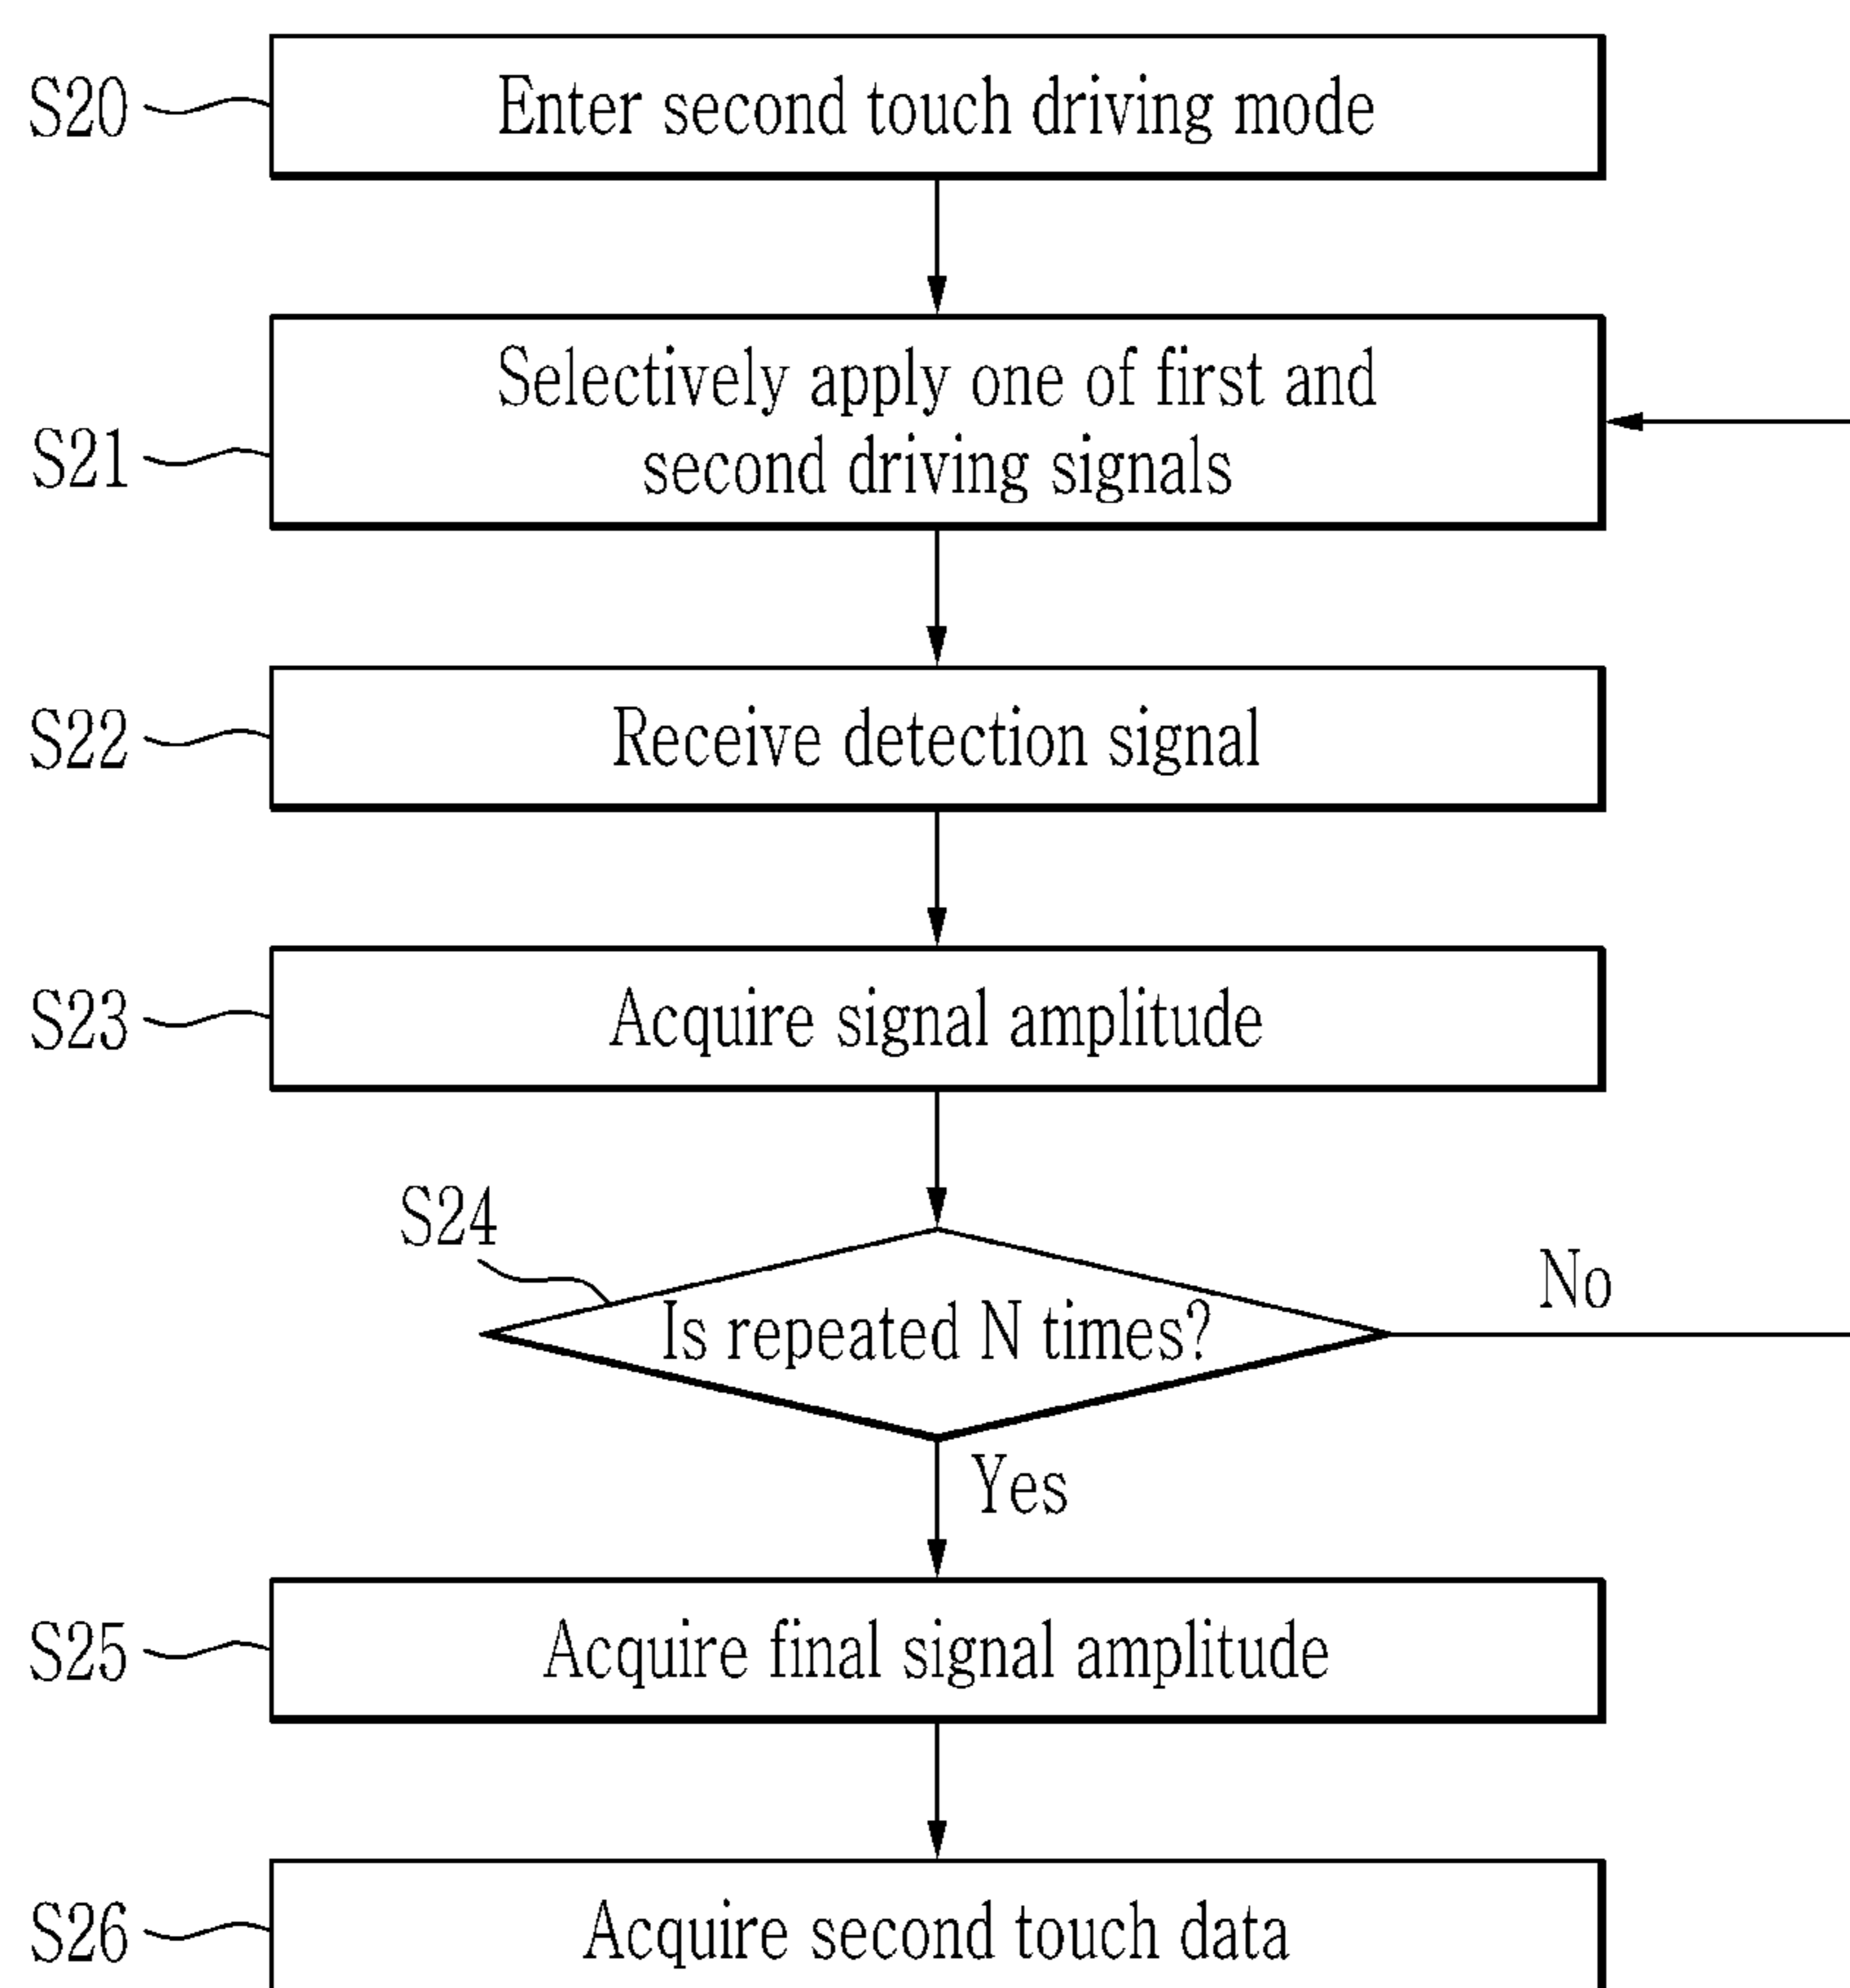 S20
Enter second touch driving mode
Selectively apply one of first and
S21
second driving signals
S22
Receive detection signal
S23
Acquire signal amplitude
S24
No
Is repeated N times?
Yes
S25
Acquire final signal amplitude
S26
Acquire second touch data